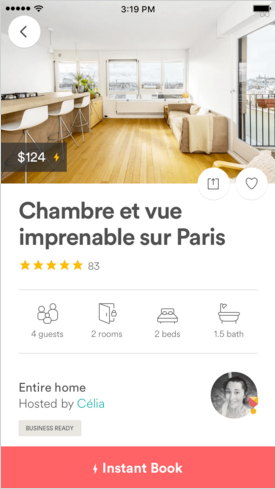 3:19 PM
$124
Chambre et vue
imprenable sur Paris
83
4 guests
2 rooms
2 beds
1.5 bath
Entire home
Hosted by Célia
BUSINESS READY
Instant Book